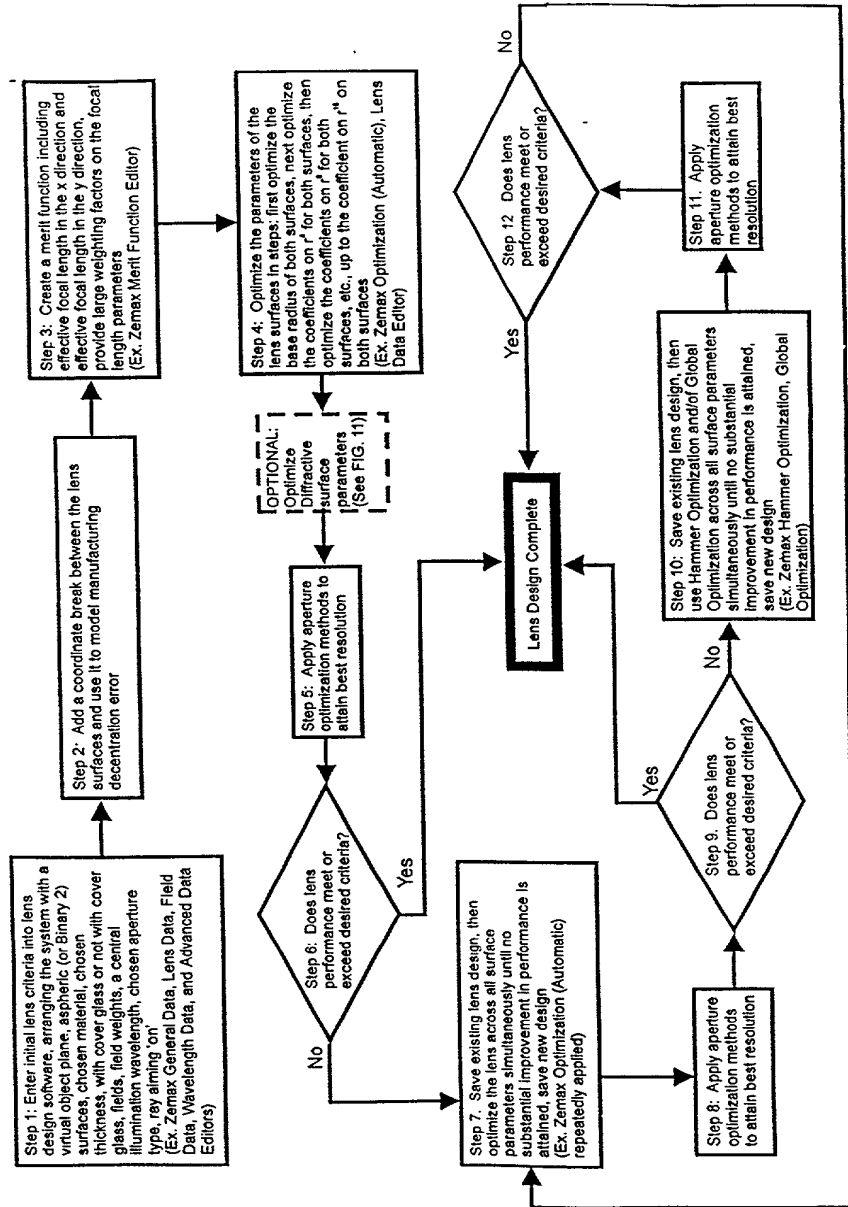 Step 1: Enter initial lens criteria into lens
design software, arranging the system with a
virtual object plane, aspheric (or Binary 2)
surfaces, chosen material, chosen
thickness, with cover glass or not with cover
glass, fields, field weights, a central
illumination wavelength, chosen aperture
type, ray aiming 'on'
(Ex. Zemax General Data, Lens Data, Field
Data, Wavelength Data, and Advanced Data
Editors)
Step 2: Add a coordinate break between the lens
surfaces and use it to model manufacturing
decentration error
Step 3: Create a merit function including
effective focal length in the x direction and
effective focal length in the y direction,
provide large weighting factors on the focal
length parameters
(Ex. Zemax Merit Function Editor)
Step 4: Optimize the parameters of the
lens surfaces in steps: first optimize the
base radius of both surfaces, next optimize
the coefficients on r for both surfaces, then
optimize the coefficients on r for both
surfaces, etc., up to the coefficient on r on
both surfaces
(Ex. Zemax Optimization (Automatic), Lens
Data Editor)
OPTIONAL:
Optimize
Diffractive
surface
parameters
(See FIG. 11)
Step 5: Apply aperture
optimization methods to
attain best resolution
Step 6: Does lens
performance meet or
exceed desired criteria?
Yes
No
Lens Design Complete
Step 7. Save existing lens design, then
optimize the lens across all surface
parameters simultaneously until no
substantial improvement in performance is
attained, save new design
(Ex. Zemax Optimization (Automatic)
repeatedly applied)
Step 8: Apply aperture
optimization methods
to attain best resolution
Step 9. Does lens
performance meet or
exceed desired criteria?
Yes
No
Step 10: Save existing lens design, then
use Hammer Optimization and/of Global
Optimization across all surface parameters
simultaneously until no substantial
improvement in performance is attained,
save new design
(Ex. Zemax Hammer Optimization, Global
Optimization)
Step 11. Apply
aperture optimization
methods to attain best
resolution
Step 12 Does lens
performance meet or
exceed desired criteria?
Yes
No